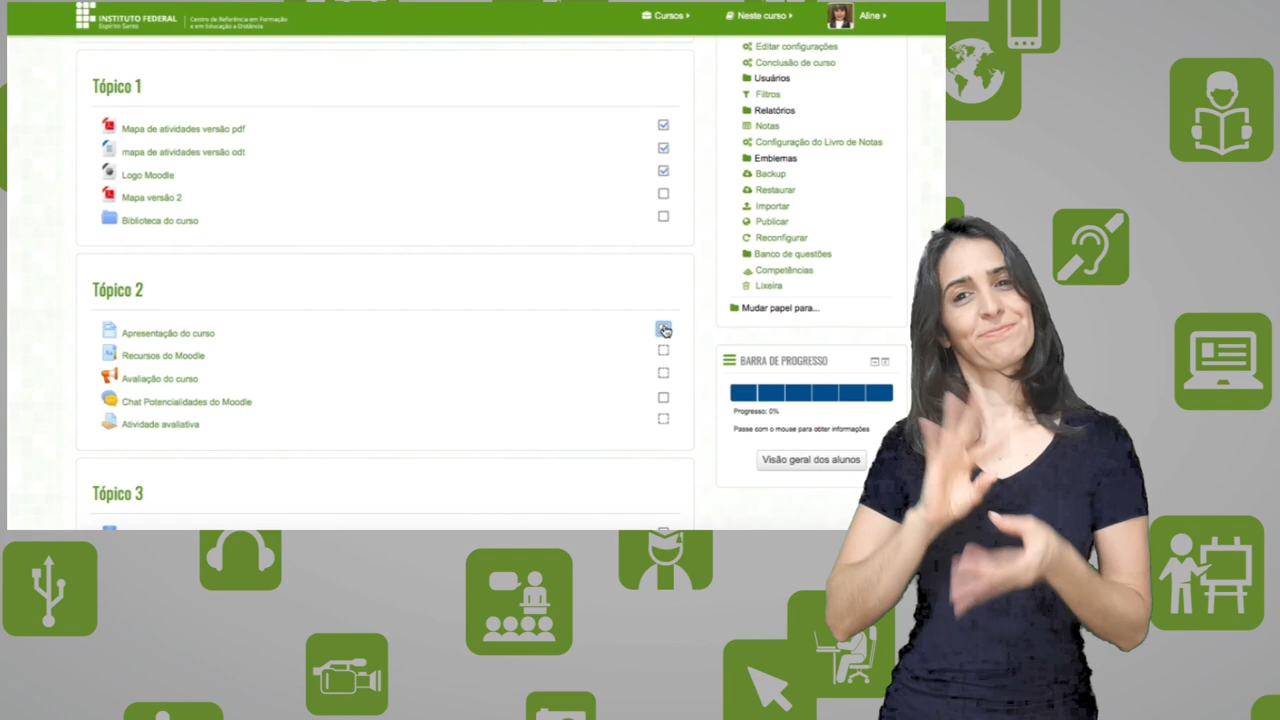 INSTITUTO FEDERAL
Espírito Santo
Centro de Referência em Formação
e em Educação a Distância
Cursos
Neste curso
Aline
Tópico 1
Mapa de atividades versão pdf
mapa de atividades versão odt
Logo Moodle
Mapa versão 2
Biblioteca do curso
Tópico 2
Apresentação do curso
Recursos do Moodle
Avaliação do curso
Chat Potencialidades do Moodle
Atividade avaliativa
Tópico 3
Editar configurações
Conclusão de curso
Usuários
Filtros
Relatórios
Notas
Configuração do Livro de Notas
Emblemas
Backup
Restaurar
Importar
Publicar
Reconfigurar
Banco de questões
Competências
Lixeira
Mudar papel para...
BARRA DE PROGRESSO
Progresso: 0%
Passe com o mouse para obter informações
Visão geral dos alunos